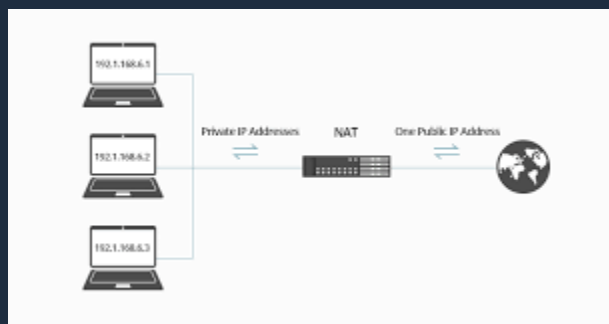 192.1.168.6.1
Private IP Addresses
NAT
One Public IP Address
192.1.168.6.2
192.1.168.6.3